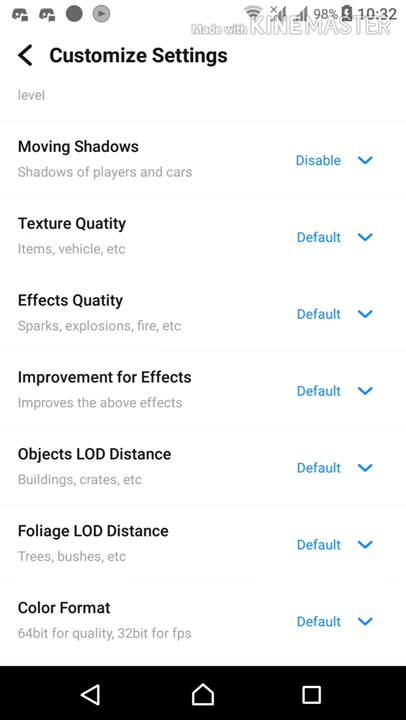 98% 10:32
Made with KINEMASTER
Customize Settings
level
Moving Shadows
Shadows of players and cars
Disable
Texture Quatity
Items, vehicle, etc
Default
Effects Quatity
Sparks, explosions, fire, etc
Default
Improvement for Effects
Improves the above effects
Default
Objects LOD Distance
Buildings, crates, etc
Default
Foliage LOD Distance
Trees, bushes, etc
Default
Color Format
64bit for quality, 32bit for fps
Default